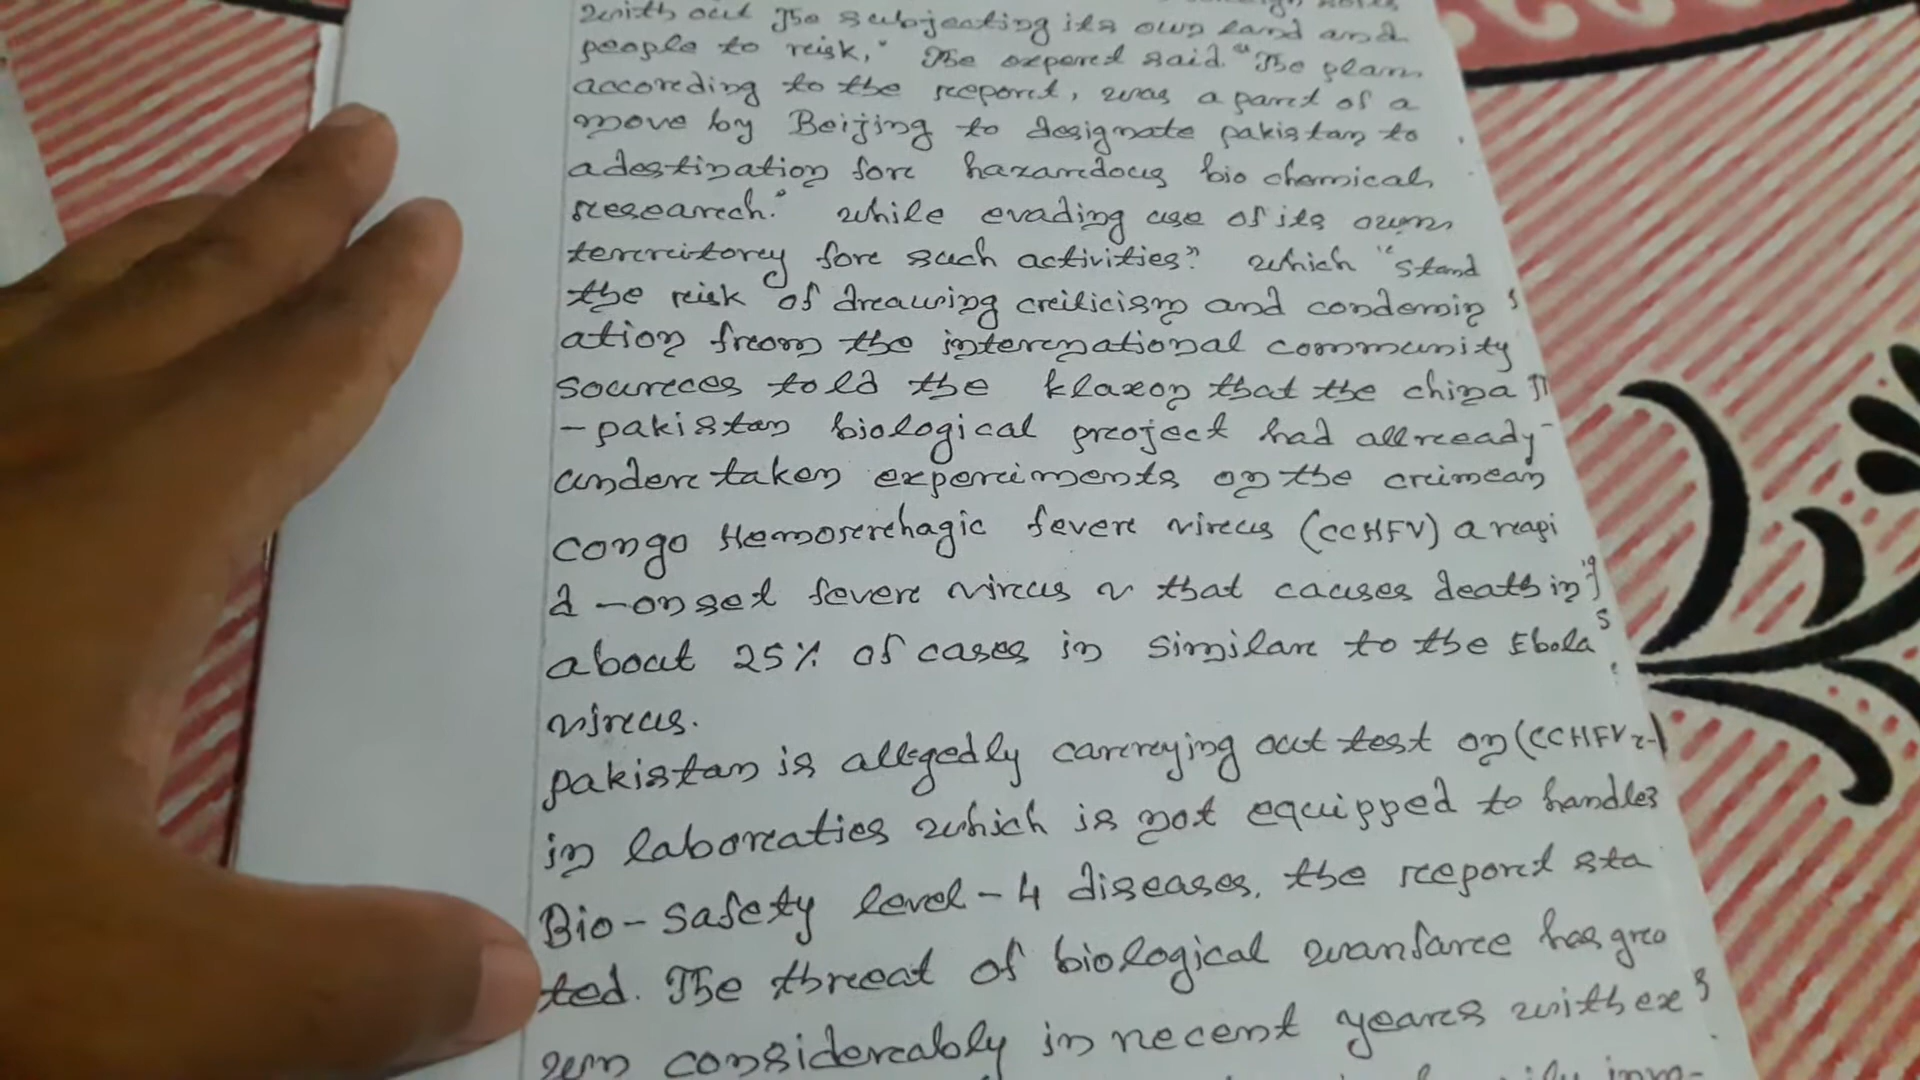 with out The subjecting its own land and
people to risk," The expert said "The plan
according to the report, was a part of a
move by Beijing to designate pakistan to
a destination for hazardous bio chemical
research." while evading use of its own
territory for such activities" which "stand
the risk of drawing criticism and condemin
ation from the international community
sources told the klaxon that the china
-pakistan biological project had allready
undertaken experiments on the crimean
congo Hemorrhagic fever virus (CCHFV) a rapi
d-onset fever virus v that causes death in
about 25% of cases in similar to the Ebola
virus.
pakistan is allegedly carrying out test on (CCHFV
in laboraties which is not equipped to handle
Bio-safety level-4 diseases, the report sta
ted. The threat of biological warfare has gro
wn considerably in recent years with ex